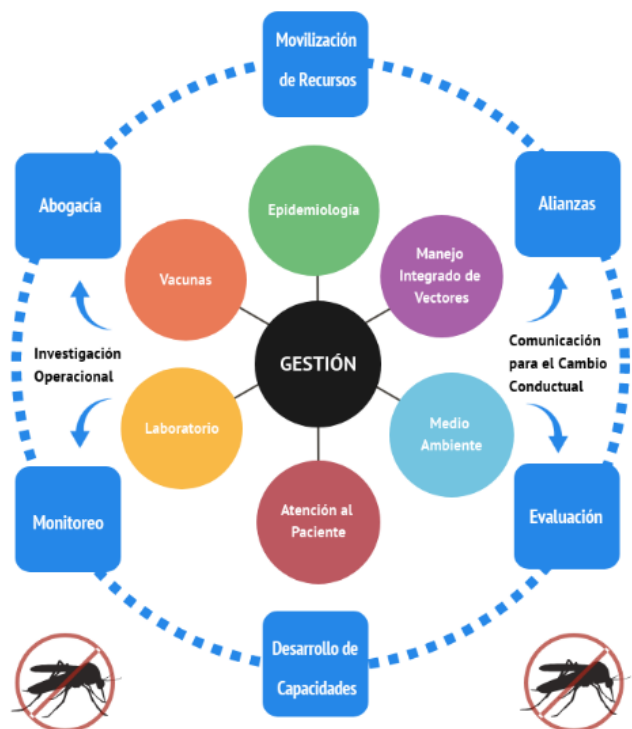 Movilización
de Recursos
Abogacía
Alianzas
Epidemiología
Vacunas
Manejo
Integrado de
Vectores
GESTIÓN
Investigación
Operacional
Comunicación
para el Cambio
Conductual
Laboratorio
Medio
Ambiente
Atención al
Paciente
Monitoreo
Evaluación
Desarrollo de
Capacidades